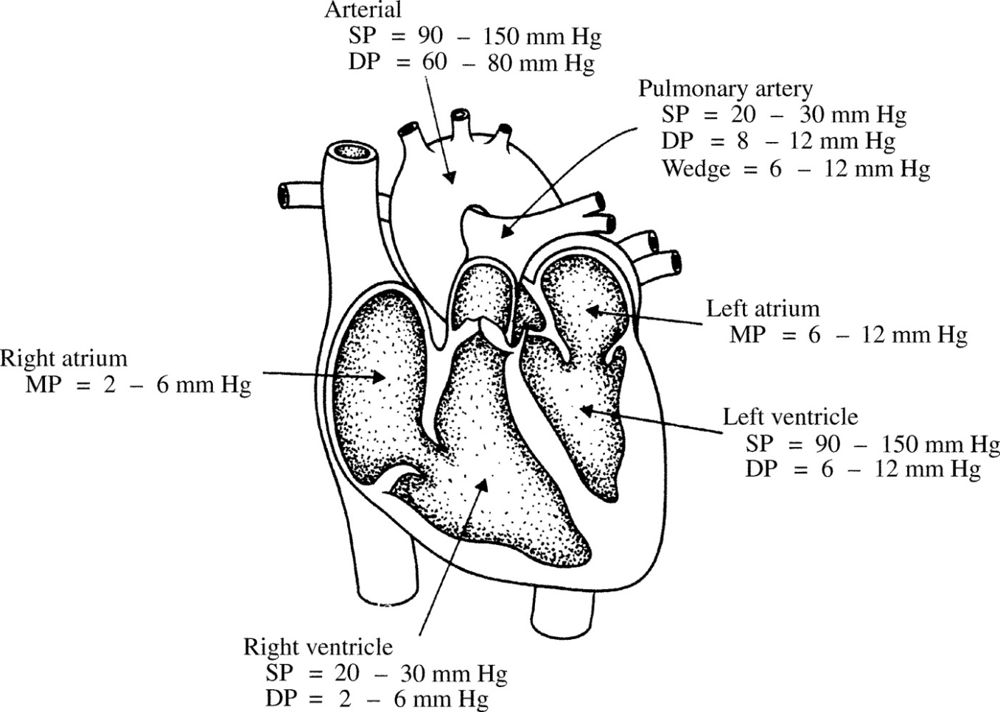 Arterial
SP = 90 – 150 mm Hg
DP = 60 – 80 mm Hg
Pulmonary artery
SP = 20 – 30 mm Hg
DP = 8 – 12 mm Hg
Wedge = 6 – 12 mm Hg
Left atrium
MP = 6 – 12 mm Hg
Right atrium
MP = 2 – 6 mm Hg
Left ventricle
SP = 90 – 150 mm Hg
DP = 6 – 12 mm Hg
Right ventricle
SP = 20 – 30 mm Hg
DP = 2 – 6 mm Hg